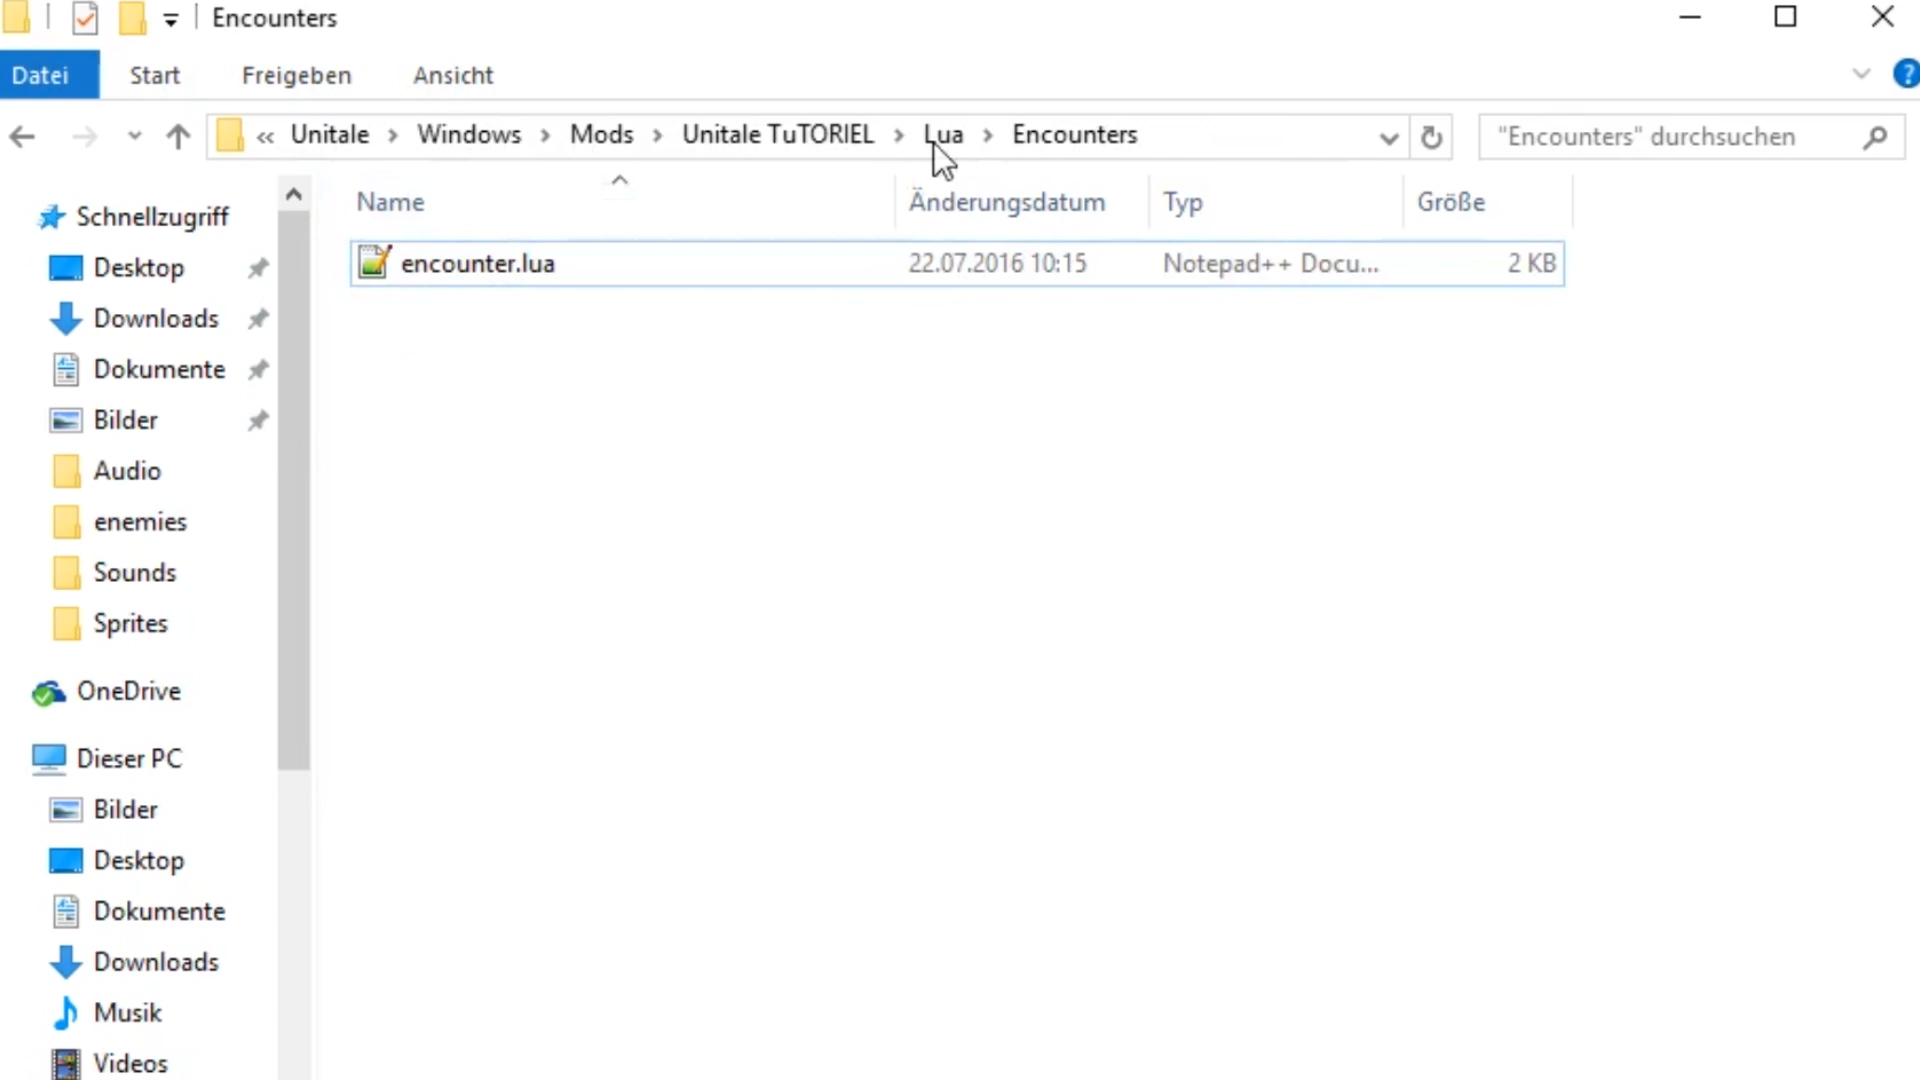 Encounters
Datei Start Freigeben Ansicht
« Unitale › Windows › Mods › Unitale TuTORIEL › Lua › Encounters
"Encounters" durchsuchen
Name Änderungsdatum Typ Größe
encounter.lua 22.07.2016 10:15 Notepad++ Docu... 2 KB
Schnellzugriff
Desktop
Downloads
Dokumente
Bilder
Audio
enemies
Sounds
Sprites
OneDrive
Dieser PC
Bilder
Desktop
Dokumente
Downloads
Musik
Videos